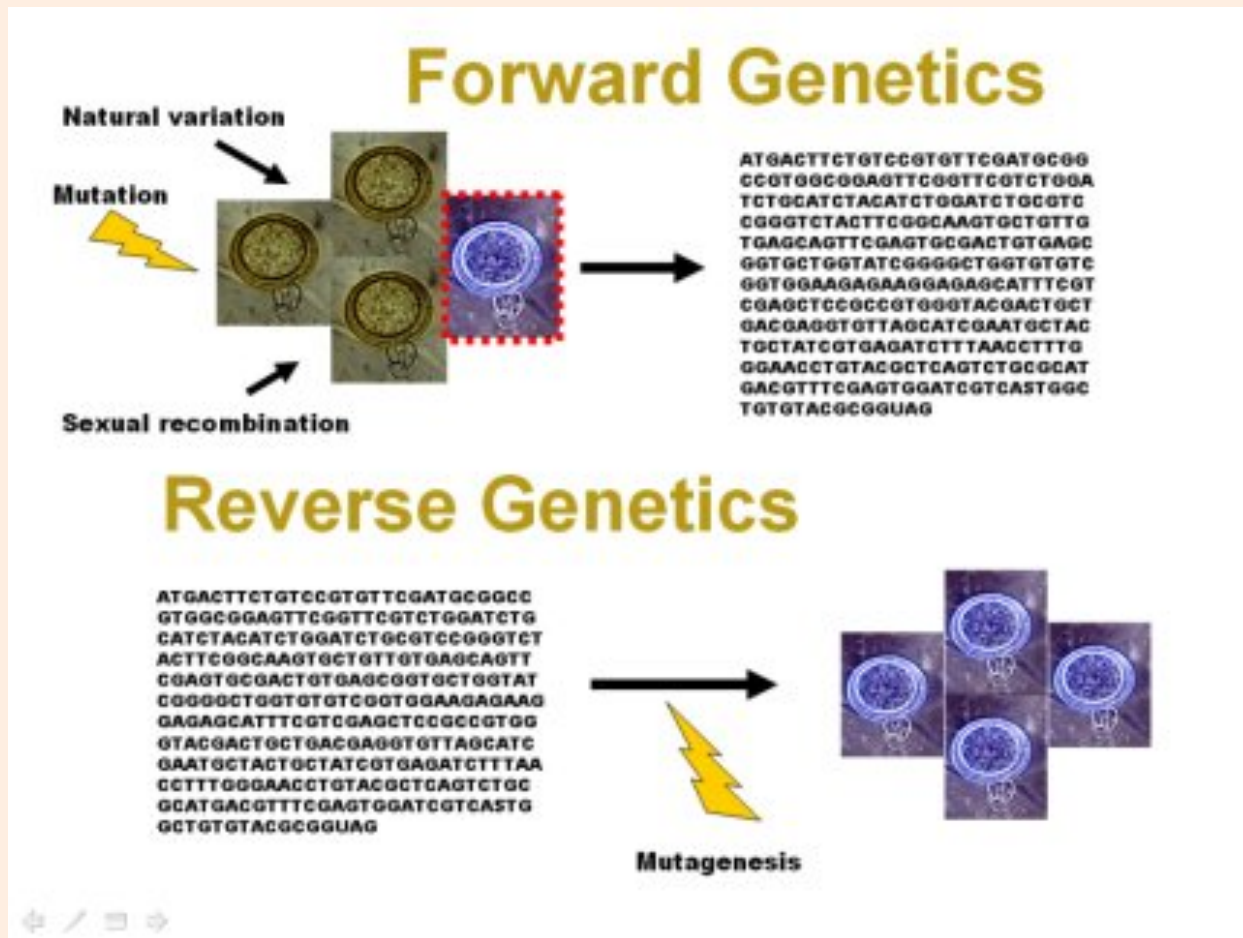 Forward Genetics
Natural variation
Mutation
Sexual recombination
ATGACTTCTGTCCGTGTTCGATGCGG
CCGTGGCGGAGTTCGGTTCGTCTGGA
TCTGCATCTACATCTGGATCTGCGTC
CGGGTCTACTTCGGCAAGTGCTGTTG
TGAGCAGTTCGAGTGCGACTGTGAGC
GGTGCTGGTATCGGGGCTGGTGTGTC
GGTGGAAGAGAAGGAGAGCATTTCGT
CGAGCTCCGCCGTGGGTACGACTGCT
GACGAGGTGTTAGCATCGAATGCTAC
TGCTATCGTGAGATCTTTAACCTTTG
GGAACCTGTACGCTCAGTCTGCGCAT
GACGTTTCGAGTGGATCGTCASTGGC
TGTGTACGCGGUAG
Reverse Genetics
ATGACTTCTGTCCGTGTTCGATGCGGCC
GTGGCGGAGTTCGGTTCGTCTGGATCTG
CATCTACATCTGGATCTGCGTCCGGGTCT
ACTTCGGCAAGTGCTGTTGTGAGCAGTT
CGAGTGCGACTGTGAGCGGTGCTGGTAT
CGGGGCTGGTGTGTCGGTGGAAGAGAAG
GAGAGCATTTCGTCGAGCTCCGCCGTGG
GTACGACTGCTGACGAGGTGTTAGCATC
GAATGCTACTGCTATCGTGAGATCTTTAA
CCTTTGGGAACCTGTACGCTCAGTCTGC
GCATGACGTTTCGAGTGGATCGTCASTG
GCTGTGTACGCGGUAG
Mutagenesis